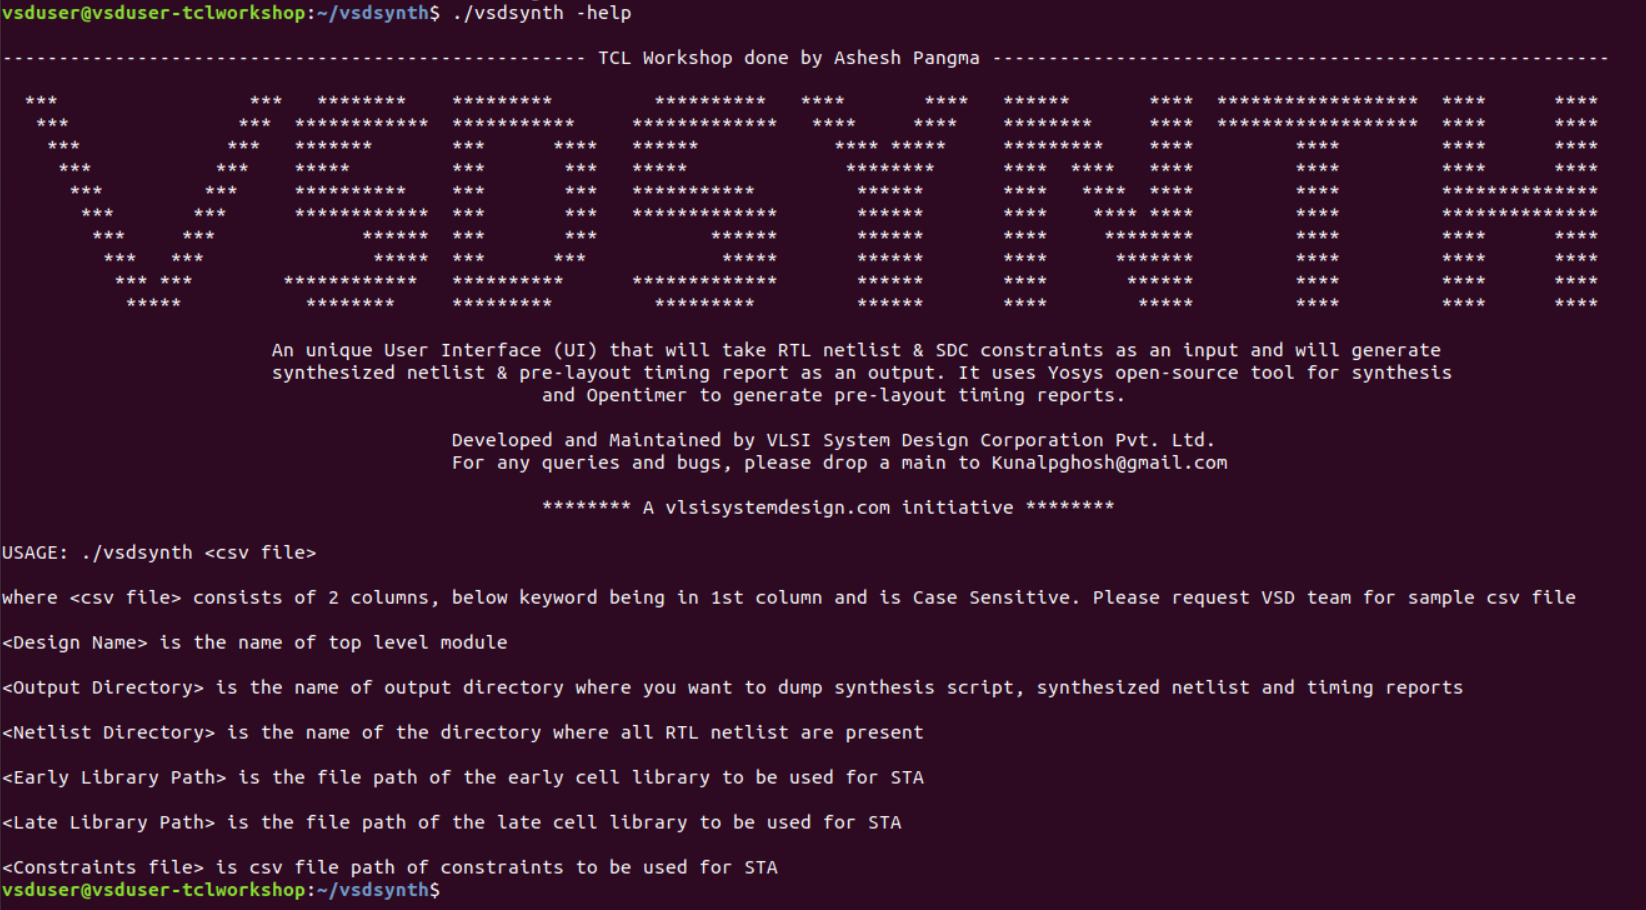 vsduser@vsduser-tclworkshop:~/vsdsynth$ ./vsdsynth -help
---------------------------------------------------- TCL Workshop done by Ashesh Pangma -------------------------------------------------------
VSDSYNTH
An unique User Interface (UI) that will take RTL netlist & SDC constraints as an input and will generate
synthesized netlist & pre-layout timing report as an output. It uses Yosys open-source tool for synthesis
and Opentimer to generate pre-layout timing reports.
Developed and Maintained by VLSI System Design Corporation Pvt. Ltd.
For any queries and bugs, please drop a main to Kunalpghosh@gmail.com
******** A vlsisystemdesign.com initiative ********
USAGE: ./vsdsynth <csv file>
where <csv file> consists of 2 columns, below keyword being in 1st column and is Case Sensitive. Please request VSD team for sample csv file
<Design Name> is the name of top level module
<Output Directory> is the name of output directory where you want to dump synthesis script, synthesized netlist and timing reports
<Netlist Directory> is the name of the directory where all RTL netlist are present
<Early Library Path> is the file path of the early cell library to be used for STA
<Late Library Path> is the file path of the late cell library to be used for STA
<Constraints file> is csv file path of constraints to be used for STA
vsduser@vsduser-tclworkshop:~/vsdsynth$